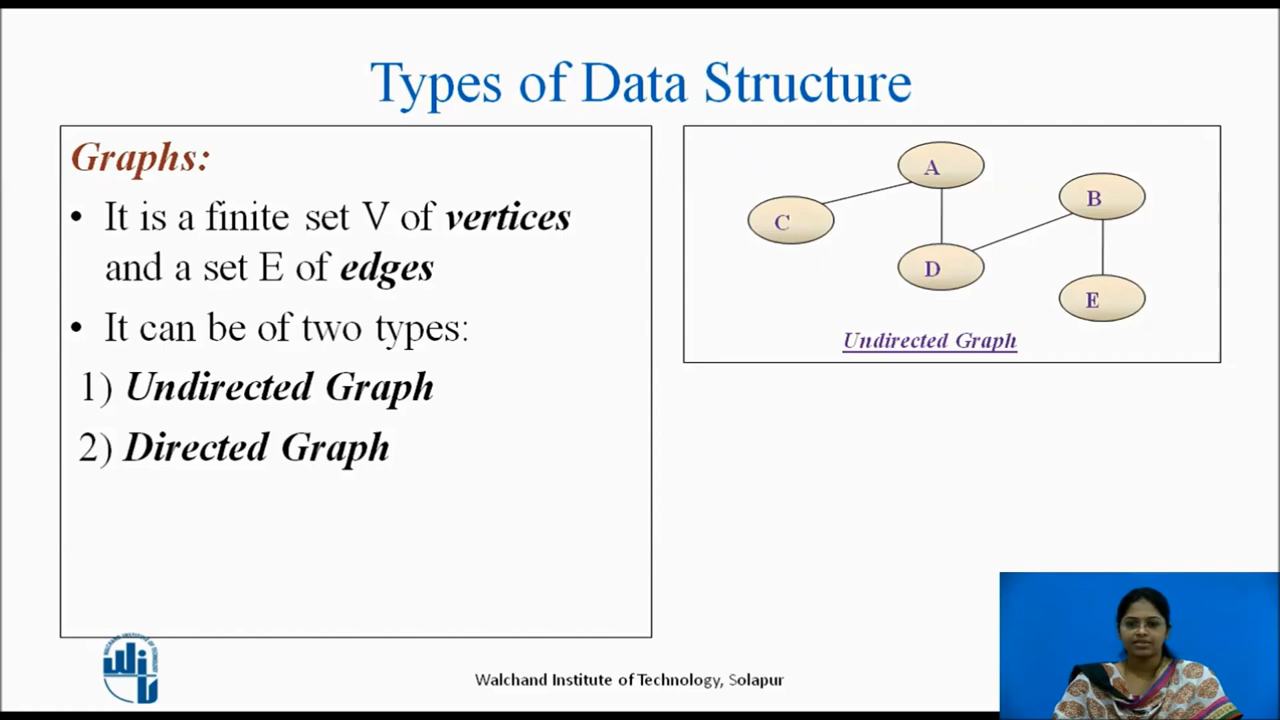 Types of Data Structure
Graphs:
• It is a finite set V of vertices
and a set E of edges
• It can be of two types:
1) Undirected Graph
2) Directed Graph
A
B
C
D
E
Undirected Graph
WIT
Walchand Institute of Technology, Solapur